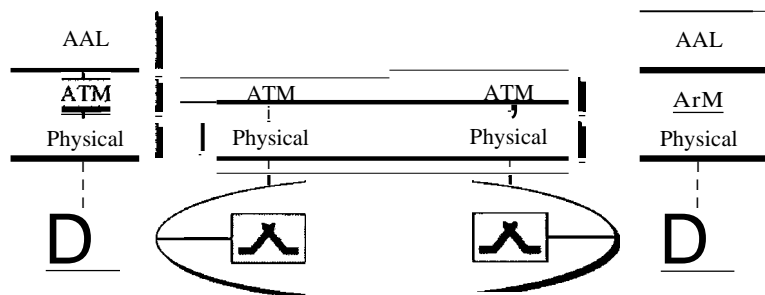 AAL AAL
ATM ATM ATM ArM
Physical Physical Physical Physical
D D